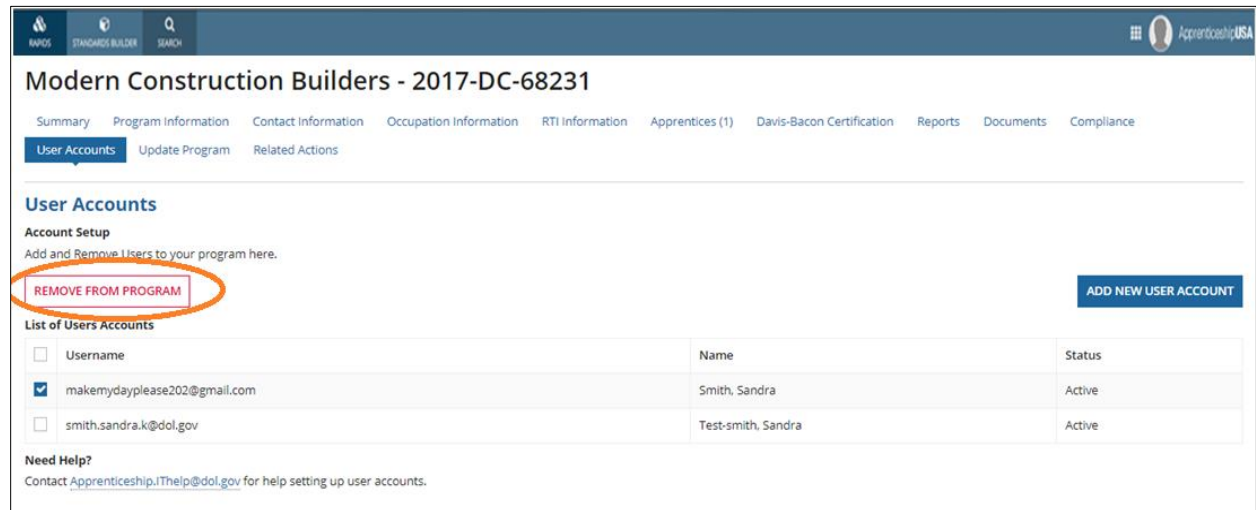 RAPIDS STANDARDS BUILDER SEARCH ApprenticeshipUSA
Modern Construction Builders - 2017-DC-68231
Summary Program Information Contact Information Occupation Information RTI Information Apprentices (1) Davis-Bacon Certification Reports Documents Compliance
User Accounts Update Program Related Actions
User Accounts
Account Setup
Add and Remove Users to your program here.
REMOVE FROM PROGRAM ADD NEW USER ACCOUNT
List of Users Accounts
Username Name Status
makemydayplease202@gmail.com Smith, Sandra Active
smith.sandra.k@dol.gov Test-smith, Sandra Active
Need Help?
Contact Apprenticeship.IThelp@dol.gov for help setting up user accounts.